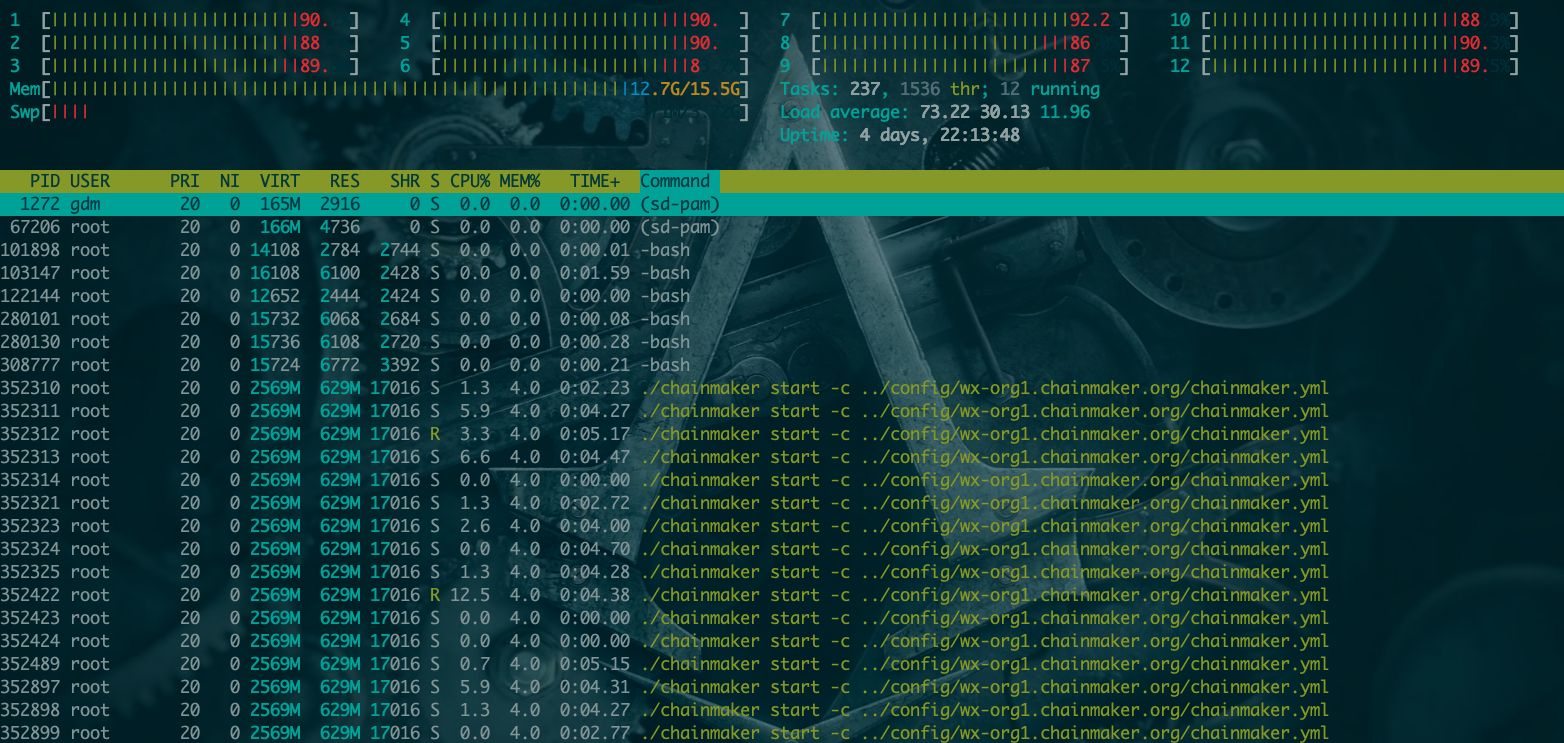 1 [||||||||||||||||||||||||||90. ] 4 [||||||||||||||||||||||||||90. ] 7 [||||||||||||||||||||||||||92.2 ] 10 [||||||||||||||||||||||||||88.9%]
2 [||||||||||||||||||||||||||88 ] 5 [||||||||||||||||||||||||||90. ] 8 [||||||||||||||||||||||||||86 ] 11 [||||||||||||||||||||||||||90.3%]
3 [||||||||||||||||||||||||||89. ] 6 [||||||||||||||||||||||||||8 ] 9 [||||||||||||||||||||||||||87.5%] 12 [||||||||||||||||||||||||||89.5%]
Mem[||||||||||||||||||||||||||||||||||||||||||||||||||||||||||12.7G/15.5G] Tasks: 237, 1536 thr; 12 running
Swp[|||| ] Load average: 73.22 30.13 11.96
Uptime: 4 days, 22:13:48
PID USER PRI NI VIRT RES SHR S CPU% MEM% TIME+ Command
1272 gdm 20 0 165M 2916 0 S 0.0 0.0 0:00.00 (sd-pam)
67206 root 20 0 166M 4736 0 S 0.0 0.0 0:00.00 (sd-pam)
101898 root 20 0 14108 2784 2744 S 0.0 0.0 0:00.01 -bash
103147 root 20 0 16108 6100 2428 S 0.0 0.0 0:01.59 -bash
122144 root 20 0 12652 2444 2424 S 0.0 0.0 0:00.00 -bash
280101 root 20 0 15732 6068 2684 S 0.0 0.0 0:00.08 -bash
280130 root 20 0 15736 6108 2720 S 0.0 0.0 0:00.28 -bash
308777 root 20 0 15724 6772 3392 S 0.0 0.0 0:00.21 -bash
352310 root 20 0 2569M 629M 17016 S 1.3 4.0 0:02.23 ./chainmaker start -c ../config/wx-org1.chainmaker.org/chainmaker.yml
352311 root 20 0 2569M 629M 17016 S 5.9 4.0 0:04.27 ./chainmaker start -c ../config/wx-org1.chainmaker.org/chainmaker.yml
352312 root 20 0 2569M 629M 17016 R 3.3 4.0 0:05.17 ./chainmaker start -c ../config/wx-org1.chainmaker.org/chainmaker.yml
352313 root 20 0 2569M 629M 17016 S 6.6 4.0 0:04.47 ./chainmaker start -c ../config/wx-org1.chainmaker.org/chainmaker.yml
352314 root 20 0 2569M 629M 17016 S 0.0 4.0 0:00.00 ./chainmaker start -c ../config/wx-org1.chainmaker.org/chainmaker.yml
352321 root 20 0 2569M 629M 17016 S 1.3 4.0 0:02.72 ./chainmaker start -c ../config/wx-org1.chainmaker.org/chainmaker.yml
352323 root 20 0 2569M 629M 17016 S 2.6 4.0 0:04.00 ./chainmaker start -c ../config/wx-org1.chainmaker.org/chainmaker.yml
352324 root 20 0 2569M 629M 17016 S 0.0 4.0 0:04.70 ./chainmaker start -c ../config/wx-org1.chainmaker.org/chainmaker.yml
352325 root 20 0 2569M 629M 17016 S 1.3 4.0 0:04.28 ./chainmaker start -c ../config/wx-org1.chainmaker.org/chainmaker.yml
352422 root 20 0 2569M 629M 17016 R 12.5 4.0 0:04.38 ./chainmaker start -c ../config/wx-org1.chainmaker.org/chainmaker.yml
352423 root 20 0 2569M 629M 17016 S 0.0 4.0 0:00.00 ./chainmaker start -c ../config/wx-org1.chainmaker.org/chainmaker.yml
352424 root 20 0 2569M 629M 17016 S 0.0 4.0 0:00.00 ./chainmaker start -c ../config/wx-org1.chainmaker.org/chainmaker.yml
352489 root 20 0 2569M 629M 17016 S 0.7 4.0 0:05.15 ./chainmaker start -c ../config/wx-org1.chainmaker.org/chainmaker.yml
352897 root 20 0 2569M 629M 17016 S 5.9 4.0 0:04.31 ./chainmaker start -c ../config/wx-org1.chainmaker.org/chainmaker.yml
352898 root 20 0 2569M 629M 17016 S 1.3 4.0 0:04.27 ./chainmaker start -c ../config/wx-org1.chainmaker.org/chainmaker.yml
352899 root 20 0 2569M 629M 17016 S 0.0 4.0 0:02.77 ./chainmaker start -c ../config/wx-org1.chainmaker.org/chainmaker.yml